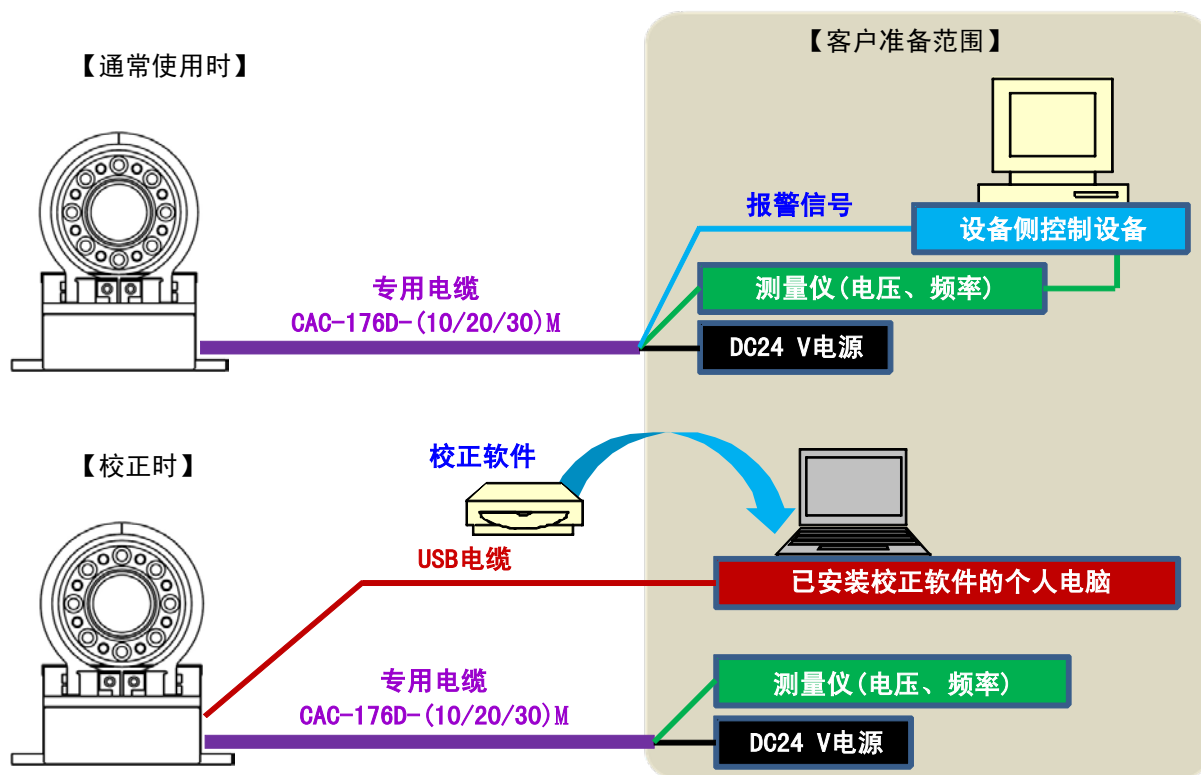 【通常使用时】
【客户准备范围】
报警信号
设备侧控制设备
专用电缆
CAC-176D-(10/20/30)M
测量仪(电压、频率)
DC24 V电源
【校正时】
校正软件
USB电缆
已安装校正软件的个人电脑
专用电缆
CAC-176D-(10/20/30)M
测量仪(电压、频率)
DC24 V电源